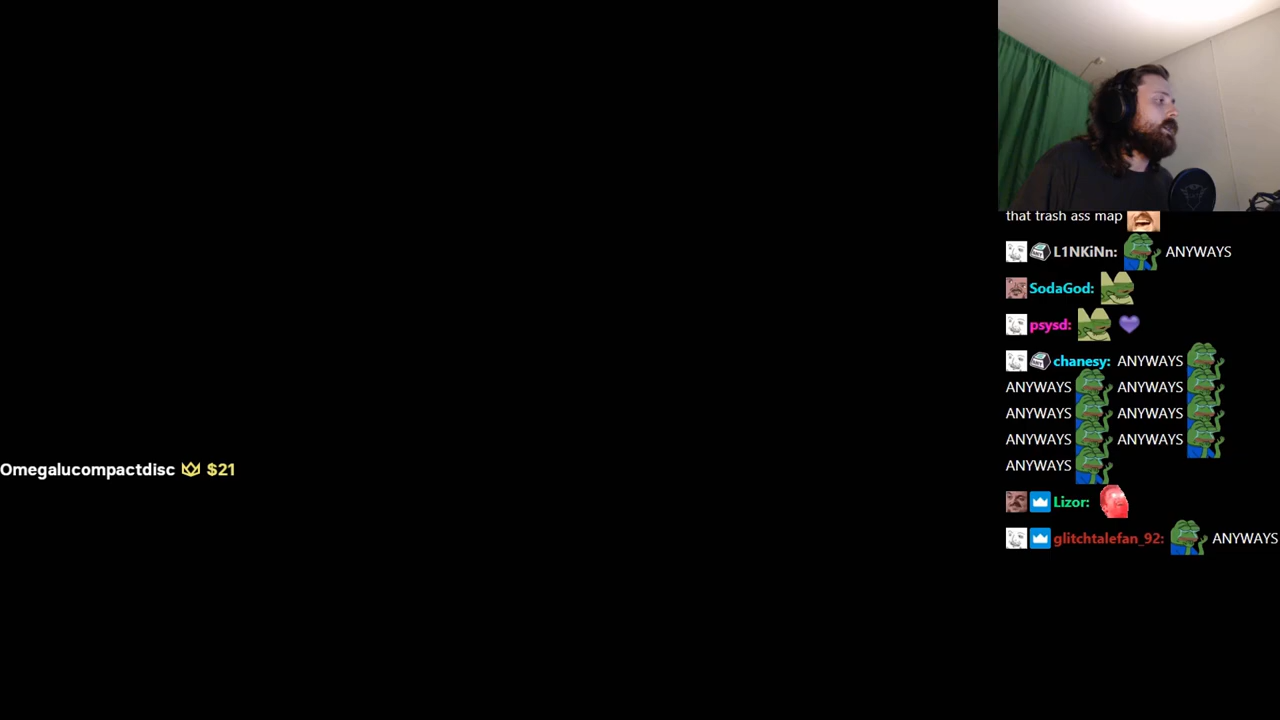 that trash ass map
L1NKiNn: ANYWAYS
SodaGod:
psysd:
chanesy: ANYWAYS
ANYWAYS ANYWAYS
ANYWAYS ANYWAYS
ANYWAYS ANYWAYS
ANYWAYS
Omegalucompactdisc $21
Lizor:
glitchtalefan_92: ANYWAYS